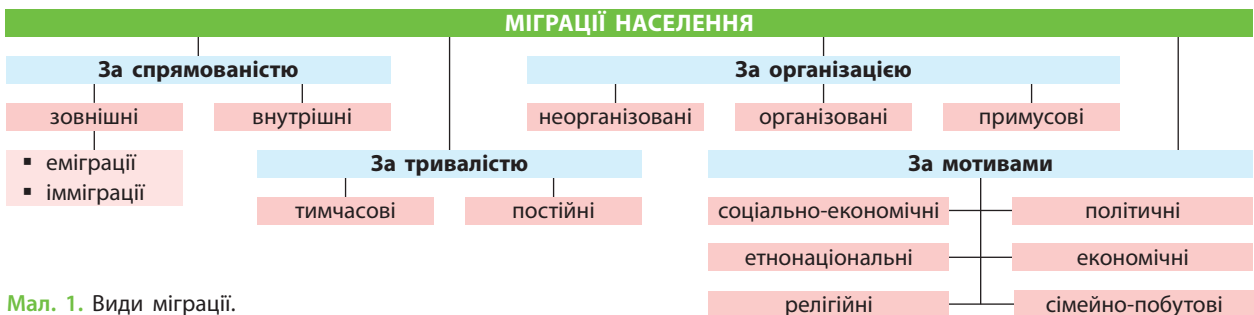 МІГРАЦІЇ НАСЕЛЕННЯ
За спрямованістю
За організацією
зовнішні
внутрішні
неорганізовані
організовані
примусові
▪ еміграції
▪ імміграції
За тривалістю
За мотивами
тимчасові
постійні
соціально-економічні
політичні
етнонаціональні
економічні
релігійні
сімейно-побутові
Мал. 1. Види міграції.